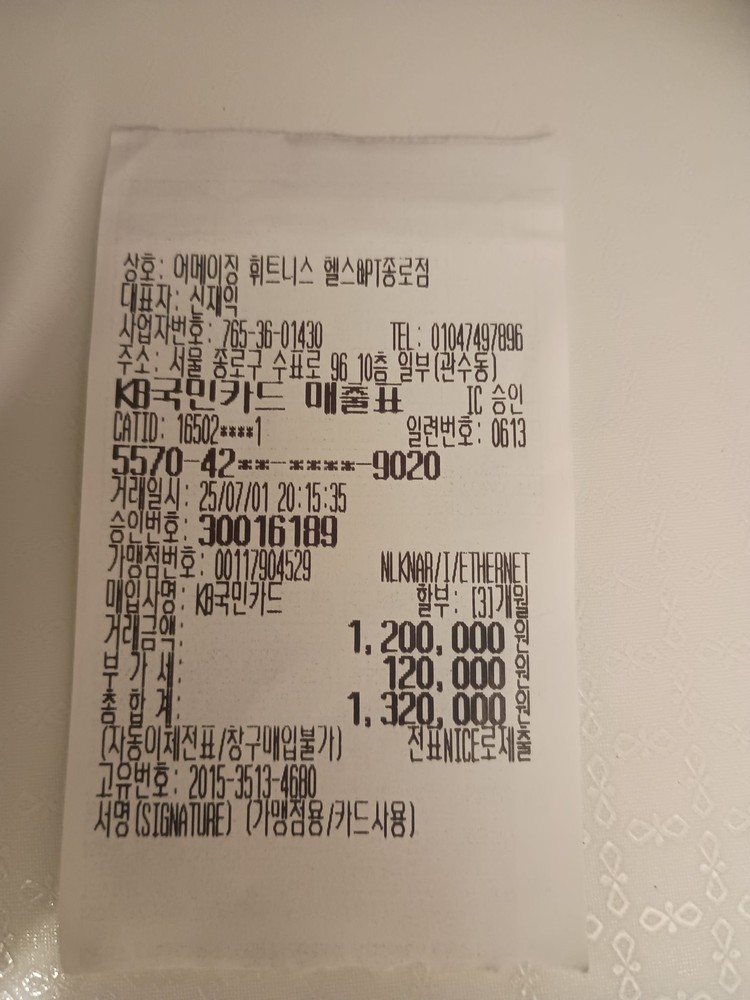 상호: 어메이징 휘트니스 헬스&PT종로점
대표자: 신재익
사업자번호: 765-36-01430 TEL: 01047497896
주소: 서울 종로구 수표로 96 10층 일부(관수동)
KB국민카드 매출표 IC 승인
CATID: 16502****1 일련번호: 0613
5570-42**-****-9020
거래일시: 25/07/01 20:15:35
승인번호: 30016189
가맹점번호: 00117904529 NLKNAR/I/ETHERNET
매입사명: KB국민카드 할부: [3]개월
거래금액: 1,200,000원
부 가 세: 120,000원
총 합 계: 1,320,000원
(자동이체전표/창구매입불가) 전표NICE로제출
고유번호: 2015-3513-4680
서명(SIGNATURE) (가맹점용/카드사용)